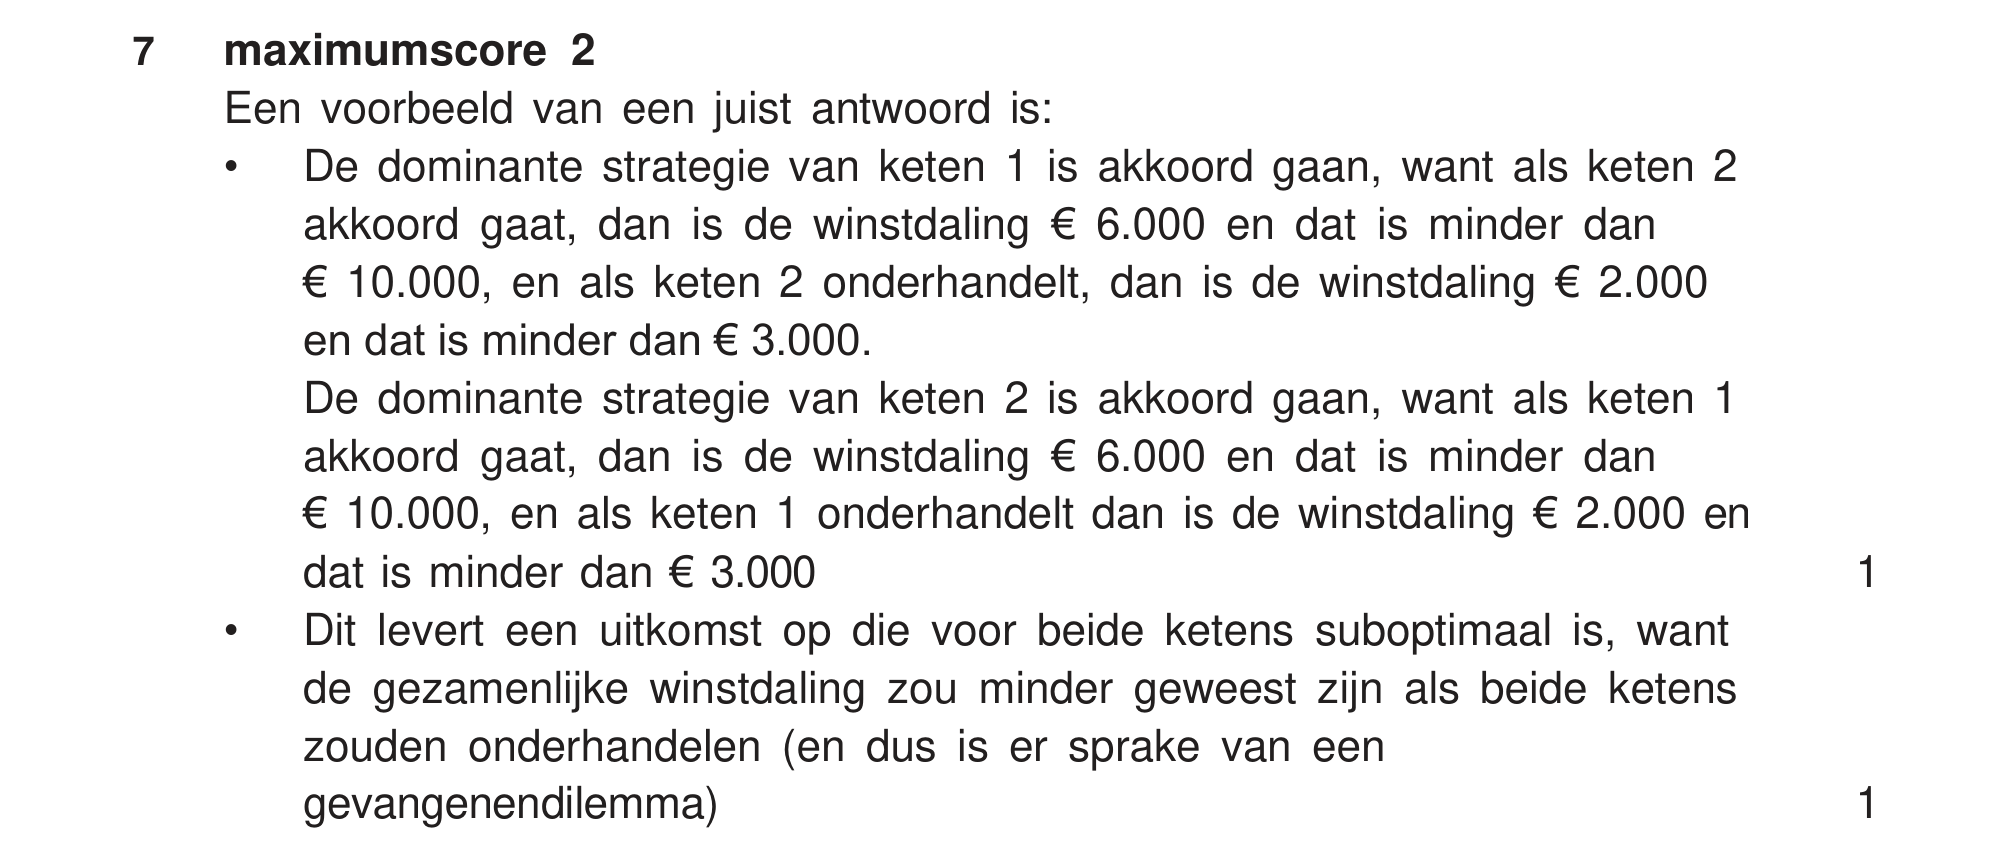 7 maximumscore 2
Een voorbeeld van een juist antwoord is:
• De dominante strategie van keten 1 is akkoord gaan, want als keten 2
akkoord gaat, dan is de winstdaling € 6.000 en dat is minder dan
€ 10.000, en als keten 2 onderhandelt, dan is de winstdaling € 2.000
en dat is minder dan € 3.000.
De dominante strategie van keten 2 is akkoord gaan, want als keten 1
akkoord gaat, dan is de winstdaling € 6.000 en dat is minder dan
€ 10.000, en als keten 1 onderhandelt dan is de winstdaling € 2.000 en
dat is minder dan € 3.000 1
• Dit levert een uitkomst op die voor beide ketens suboptimaal is, want
de gezamenlijke winstdaling zou minder geweest zijn als beide ketens
zouden onderhandelen (en dus is er sprake van een
gevangenendilemma) 1